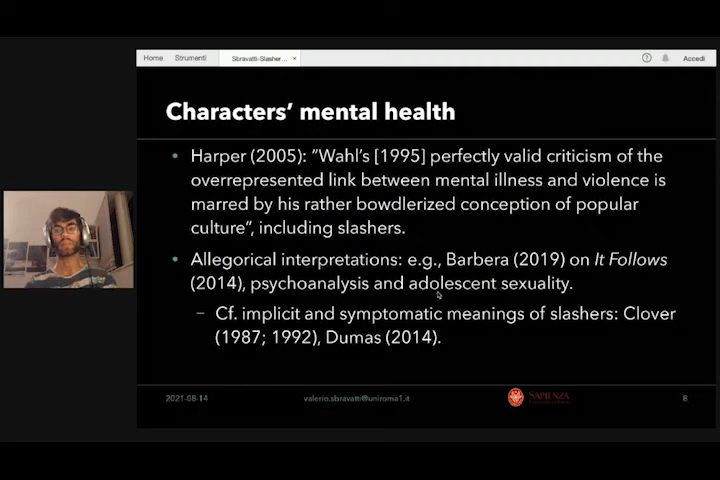 Home Strumenti Sbravatti-Slasher... × Accedi
Characters’ mental health
• Harper (2005): “Wahl’s [1995] perfectly valid criticism of the
overrepresented link between mental illness and violence is
marred by his rather bowdlerized conception of popular
culture“, including slashers.
• Allegorical interpretations: e.g., Barbera (2019) on It Follows
(2014), psychoanalysis and adolescent sexuality.
– Cf. implicit and symptomatic meanings of slashers: Clover
(1987; 1992), Dumas (2014).
2021-08-14 valerio.sbravatti@uniroma1.it SAPIENZA 8